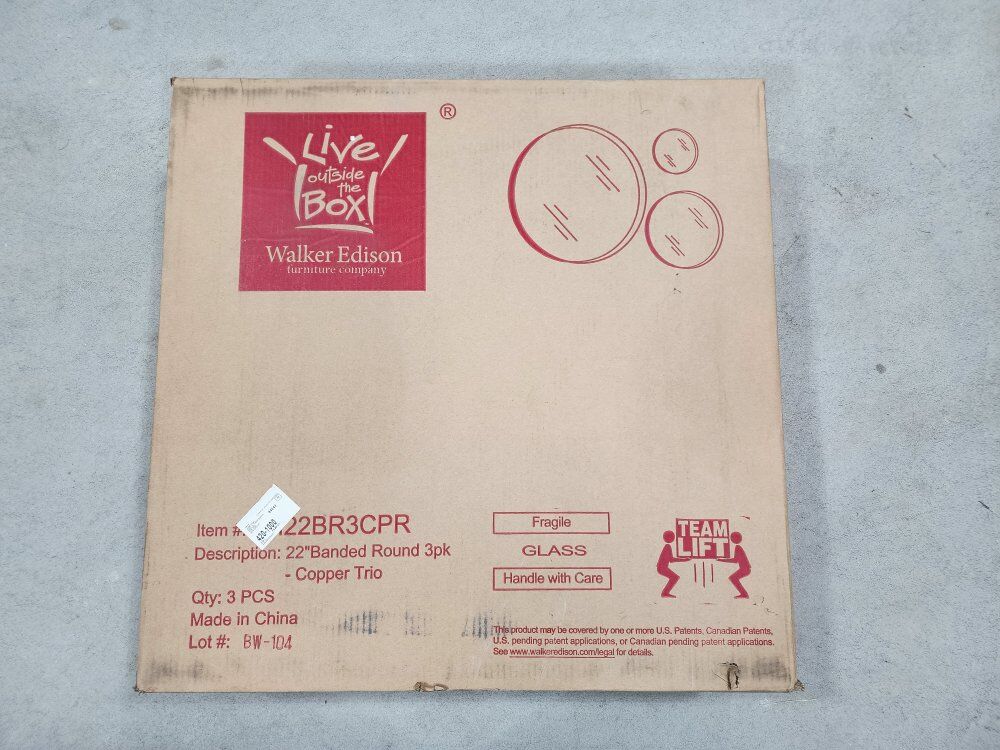 ®
Live
outside
the
BOX
Walker Edison
furniture company
Item #
22BR3CPR
420-1000
Description: 22"Banded Round 3pk
- Copper Trio
Qty: 3 PCS
Made in China
Lot #: BW-104
Fragile
GLASS
Handle with Care
TEAM
LIFT
This product may be covered by one or more U.S. Patents, Canadian Patents,
U.S. pending patent applications, or Canadian pending patent applications.
See www.walkeredison.com/legal for details.